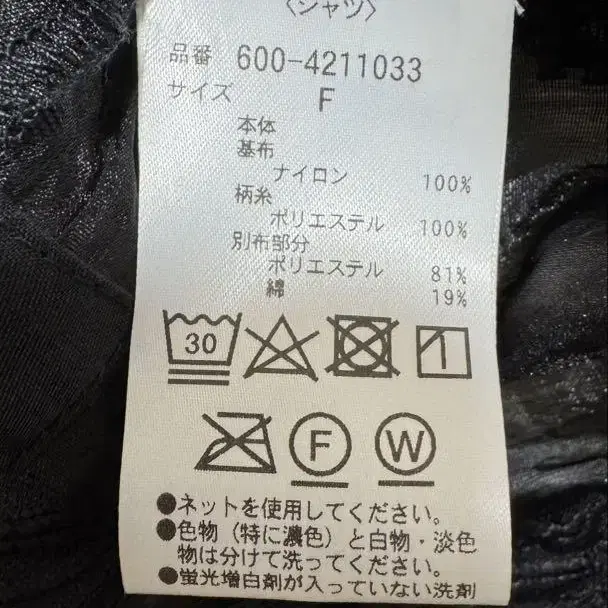 〈シャツ〉
品番 600-4211033
サイズ F
本体
基布
ナイロン 100%
柄糸
ポリエステル 100%
別布部分
ポリエステル 81%
綿 19%
30
F W
●ネットを使用してください。
●色物（特に濃色）と白物・淡色
物は分けて洗ってください。
●蛍光増白剤が入っていない洗剤